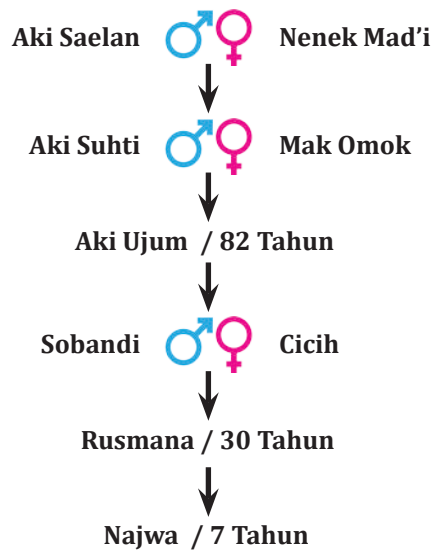 Aki Saelan Nenek Mad'i
Aki Suhti Mak Omok
Aki Ujum / 82 Tahun
Sobandi Cicih
Rusmana / 30 Tahun
Najwa / 7 Tahun